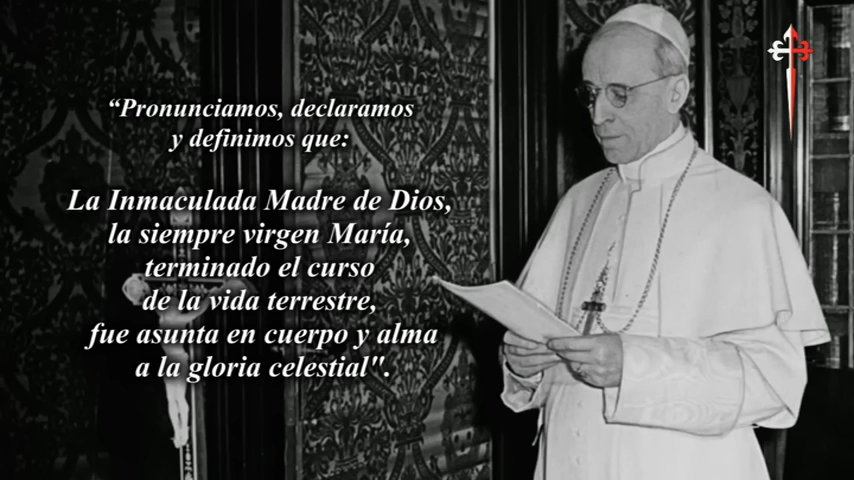 “Pronunciamos, declaramos
y definimos que:
La Inmaculada Madre de Dios,
la siempre virgen María,
terminado el curso
de la vida terrestre,
fue asunta en cuerpo y alma
a la gloria celestial".